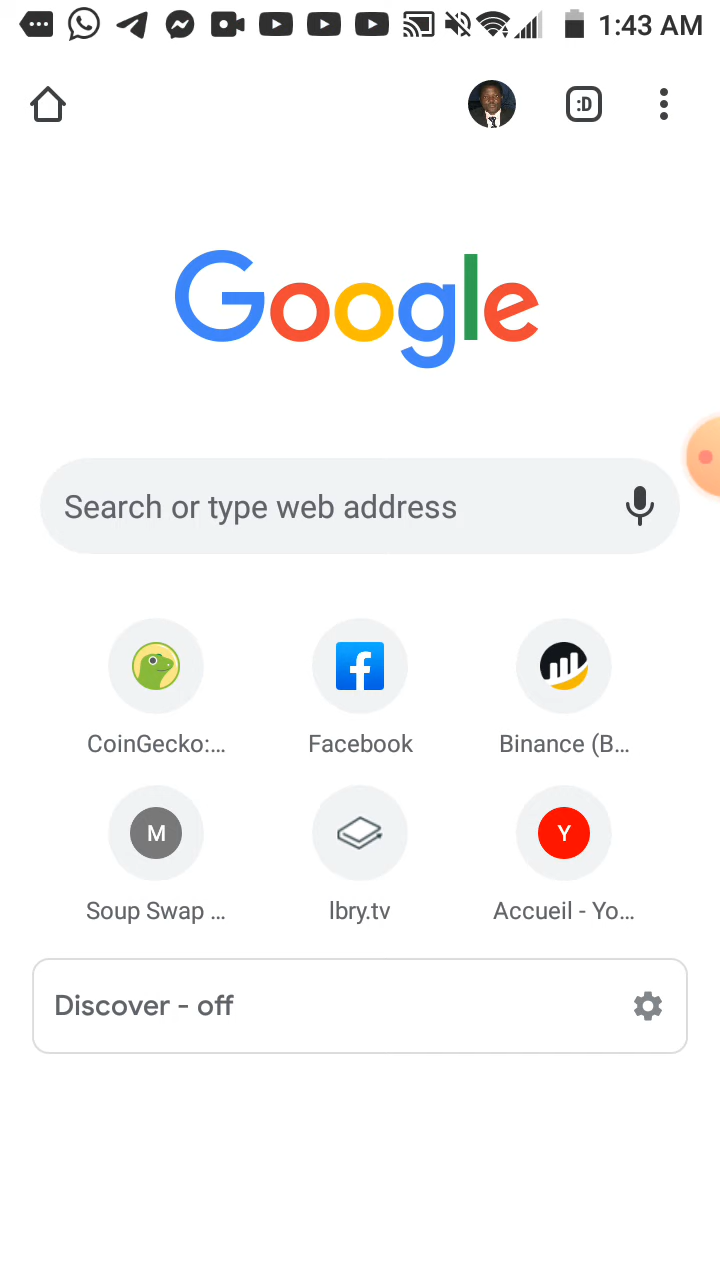 1:43 AM
:D
Google
Search or type web address
CoinGecko:...
Facebook
Binance (B...
M
Y
Soup Swap ...
lbry.tv
Accueil - Yo...
Discover - off